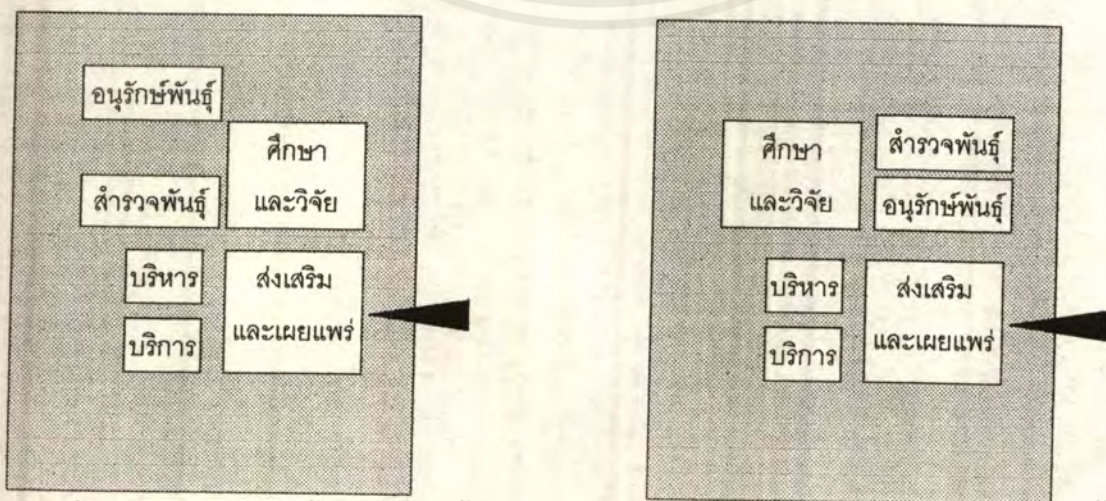 อนุรักษ์พันธุ์
ศึกษา
และวิจัย
สำรวจพันธุ์
บริหาร
ส่งเสริม
และเผยแพร่
บริการ
ศึกษา
และวิจัย
สำรวจพันธุ์
อนุรักษ์พันธุ์
บริหาร
ส่งเสริม
และเผยแพร่
บริการ